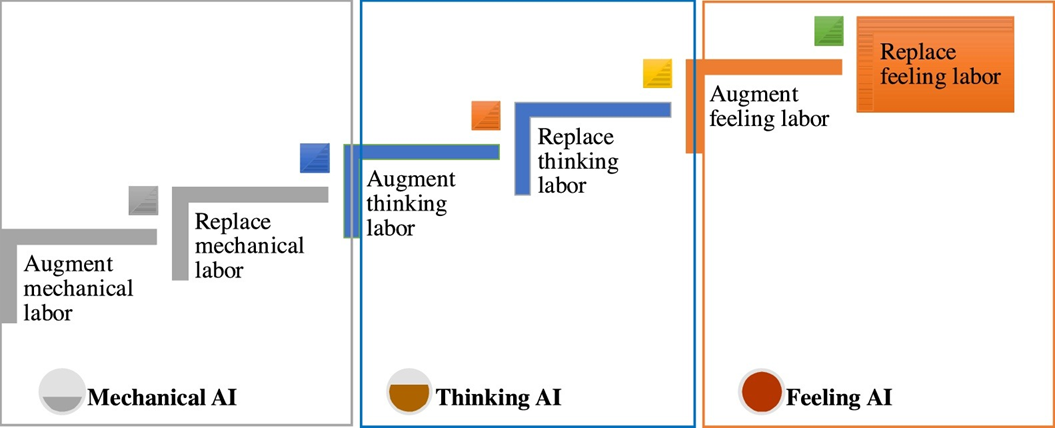 Augment
mechanical
labor
Replace
mechanical
labor
Augment
thinking
labor
Replace
thinking
labor
Augment
feeling labor
Replace
feeling labor
Mechanical AI
Thinking AI
Feeling AI